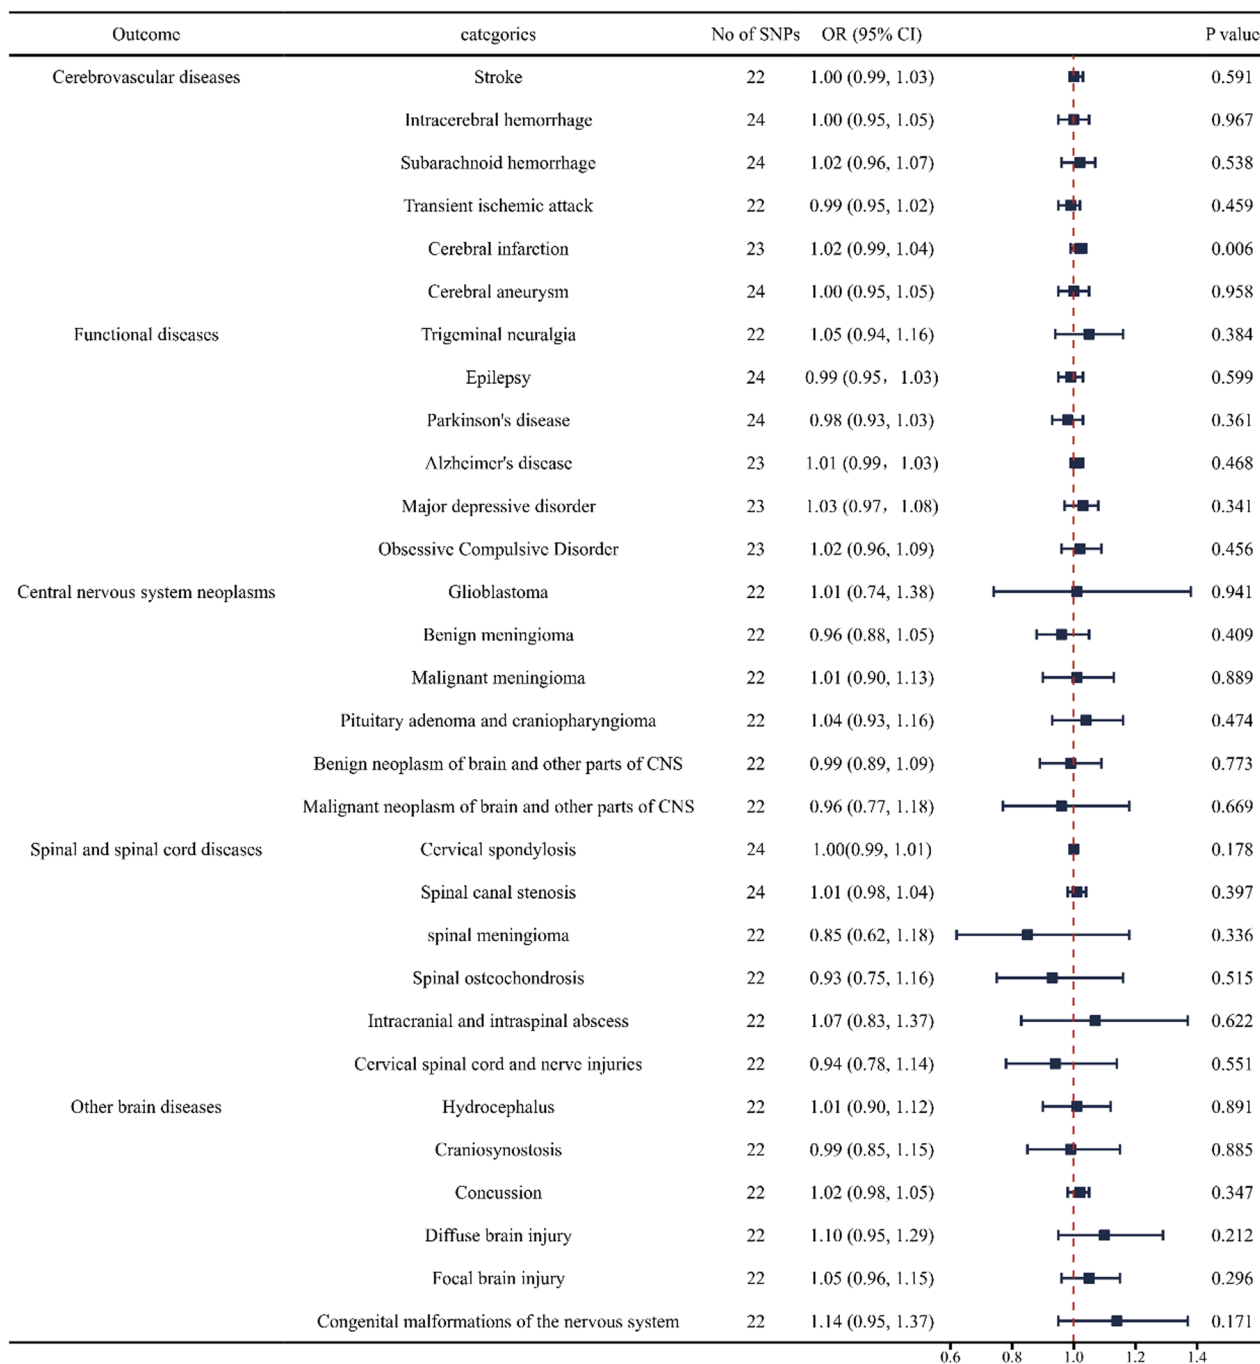 Outcome categories No of SNPs OR (95% CI) P value
Cerebrovascular diseases Stroke 22 1.00 (0.99, 1.03) 0.591
Intracerebral hemorrhage 24 1.00 (0.95, 1.05) 0.967
Subarachnoid hemorrhage 24 1.02 (0.96, 1.07) 0.538
Transient ischemic attack 22 0.99 (0.95, 1.02) 0.459
Cerebral infarction 23 1.02 (0.99, 1.04) 0.006
Cerebral aneurysm 24 1.00 (0.95, 1.05) 0.958
Functional diseases Trigeminal neuralgia 22 1.05 (0.94, 1.16) 0.384
Epilepsy 24 0.99 (0.95，1.03) 0.599
Parkinson's disease 24 0.98 (0.93, 1.03) 0.361
Alzheimer's disease 23 1.01 (0.99，1.03) 0.468
Major depressive disorder 23 1.03 (0.97，1.08) 0.341
Obsessive Compulsive Disorder 23 1.02 (0.96, 1.09) 0.456
Central nervous system neoplasms Glioblastoma 22 1.01 (0.74, 1.38) 0.941
Benign meningioma 22 0.96 (0.88, 1.05) 0.409
Malignant meningioma 22 1.01 (0.90, 1.13) 0.889
Pituitary adenoma and craniopharyngioma 22 1.04 (0.93, 1.16) 0.474
Benign neoplasm of brain and other parts of CNS 22 0.99 (0.89, 1.09) 0.773
Malignant neoplasm of brain and other parts of CNS 22 0.96 (0.77, 1.18) 0.669
Spinal and spinal cord diseases Cervical spondylosis 24 1.00(0.99, 1.01) 0.178
Spinal canal stenosis 24 1.01 (0.98, 1.04) 0.397
spinal meningioma 22 0.85 (0.62, 1.18) 0.336
Spinal osteochondrosis 22 0.93 (0.75, 1.16) 0.515
Intracranial and intraspinal abscess 22 1.07 (0.83, 1.37) 0.622
Cervical spinal cord and nerve injuries 22 0.94 (0.78, 1.14) 0.551
Other brain diseases Hydrocephalus 22 1.01 (0.90, 1.12) 0.891
Craniosynostosis 22 0.99 (0.85, 1.15) 0.885
Concussion 22 1.02 (0.98, 1.05) 0.347
Diffuse brain injury 22 1.10 (0.95, 1.29) 0.212
Focal brain injury 22 1.05 (0.96, 1.15) 0.296
Congenital malformations of the nervous system 22 1.14 (0.95, 1.37) 0.171
0.6 0.8 1.0 1.2 1.4